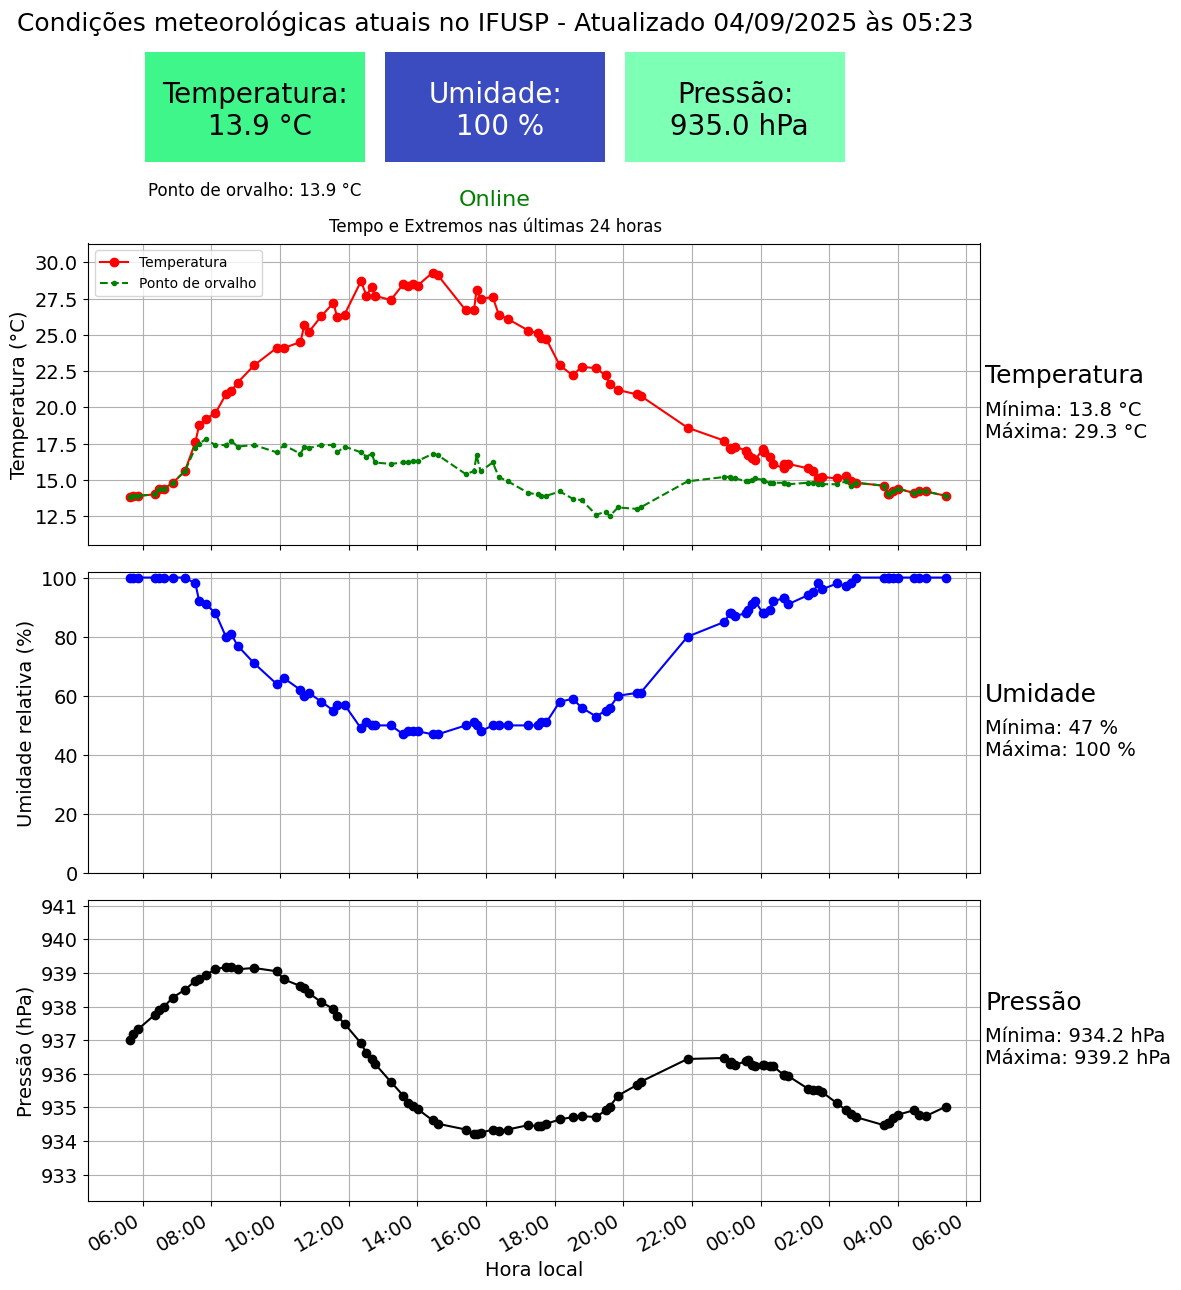 Condições meteorológicas atuais no IFUSP - Atualizado 04/09/2025 às 05:23
Temperatura:
13.9 °C
Umidade:
100 %
Pressão:
935.0 hPa
Ponto de orvalho: 13.9 °C
Online
Tempo e Extremos nas últimas 24 horas
Temperatura
Ponto de orvalho
Temperatura (°C)
30.0
27.5
25.0
22.5
20.0
17.5
15.0
12.5
Temperatura
Mínima: 13.8 °C
Máxima: 29.3 °C
Umidade relativa (%)
100
80
60
40
20
0
Umidade
Mínima: 47 %
Máxima: 100 %
Pressão (hPa)
941
940
939
938
937
936
935
934
933
Pressão
Mínima: 934.2 hPa
Máxima: 939.2 hPa
06:00 08:00 10:00 12:00 14:00 16:00 18:00 20:00 22:00 00:00 02:00 04:00 06:00
Hora local